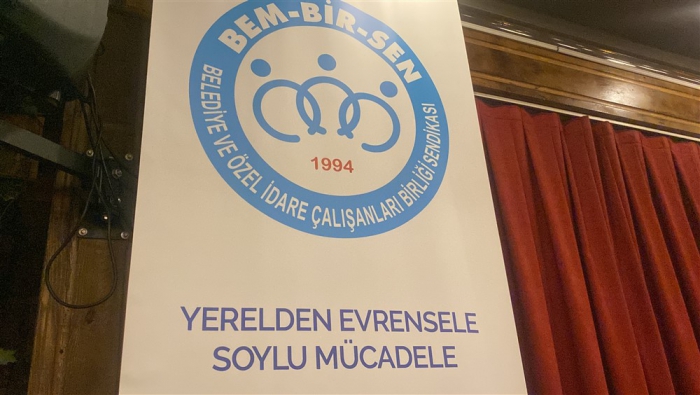 BEM-BİR-SEN
BELEDİYE VE ÖZEL İDARE ÇALIŞANLARI BİRLİĞİ SENDİKASI
1994
YERELDEN EVRENSELE
SOYLU MÜCADELE